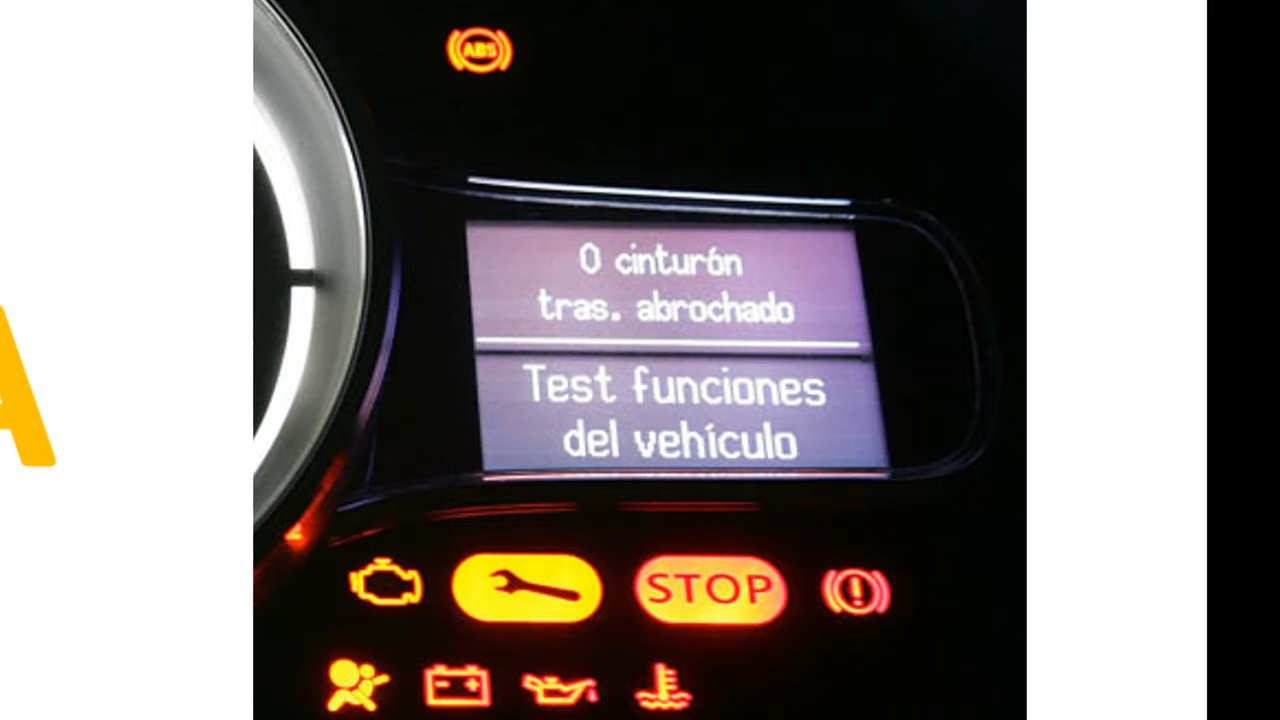 ABS
0 cinturón
tras. abrochado
Test funciones
del vehículo
STOP
A